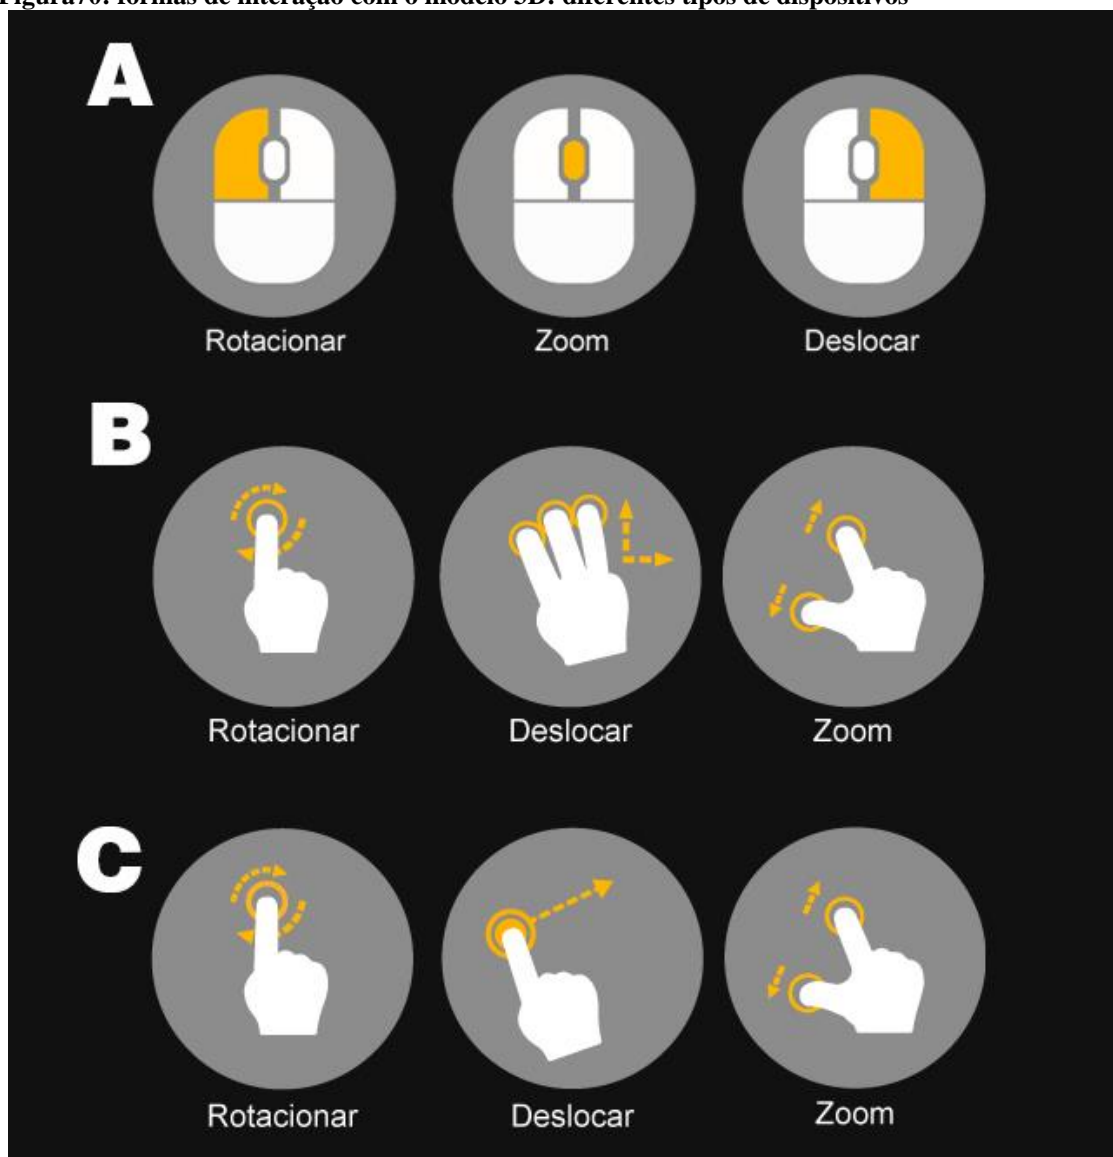 Figura70: formas de interação com o modelo 3D: diferentes tipos de dispositivos
A
Rotacionar Zoom Deslocar
B
Rotacionar Deslocar Zoom
C
Rotacionar Deslocar Zoom